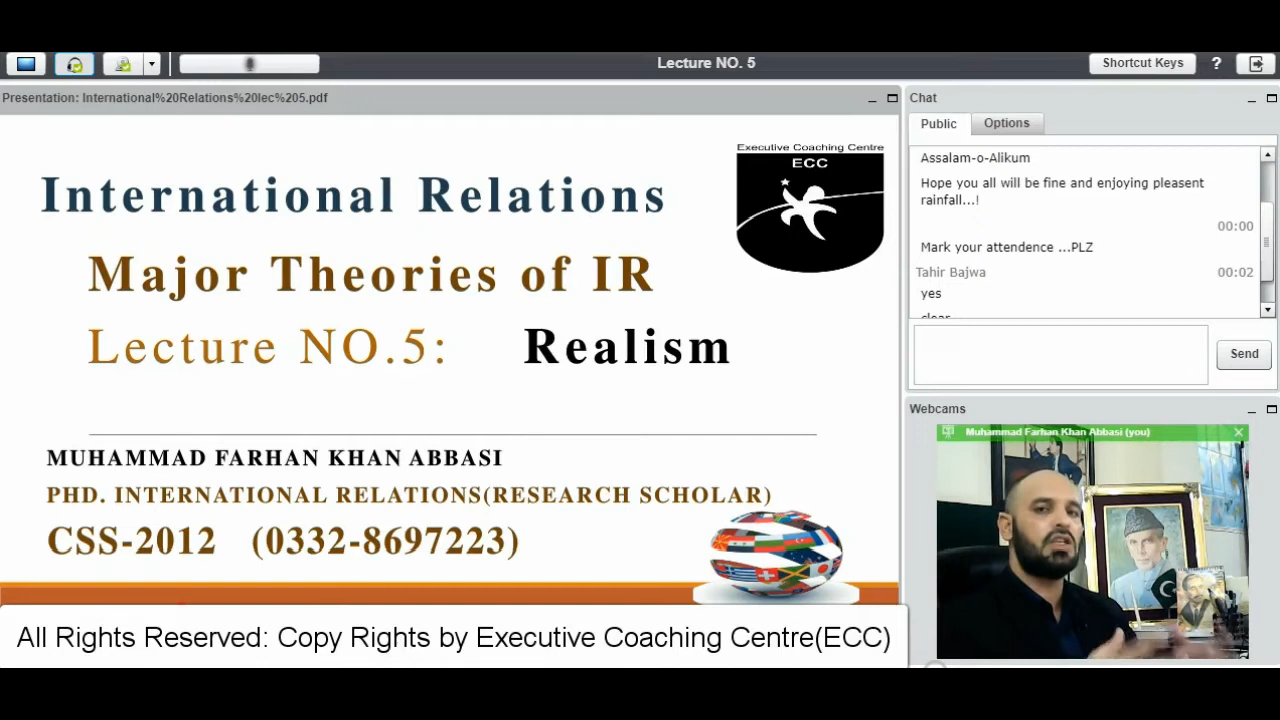 Lecture NO. 5
Shortcut Keys
?
Presentation: International%20Relations%20lec%205.pdf
International Relations
Major Theories of IR
Lecture NO.5: Realism
Executive Coaching Centre
ECC
MUHAMMAD FARHAN KHAN ABBASI
PHD. INTERNATIONAL RELATIONS(RESEARCH SCHOLAR)
CSS-2012 (0332-8697223)
All Rights Reserved: Copy Rights by Executive Coaching Centre(ECC)
Chat
Public
Options
Assalam-o-Alikum
Hope you all will be fine and enjoying pleasent
rainfall...!
00:00
Mark your attendence ...PLZ
Tahir Bajwa 00:02
yes
clear
Send
Webcams
Muhammad Farhan Khan Abbasi (you)